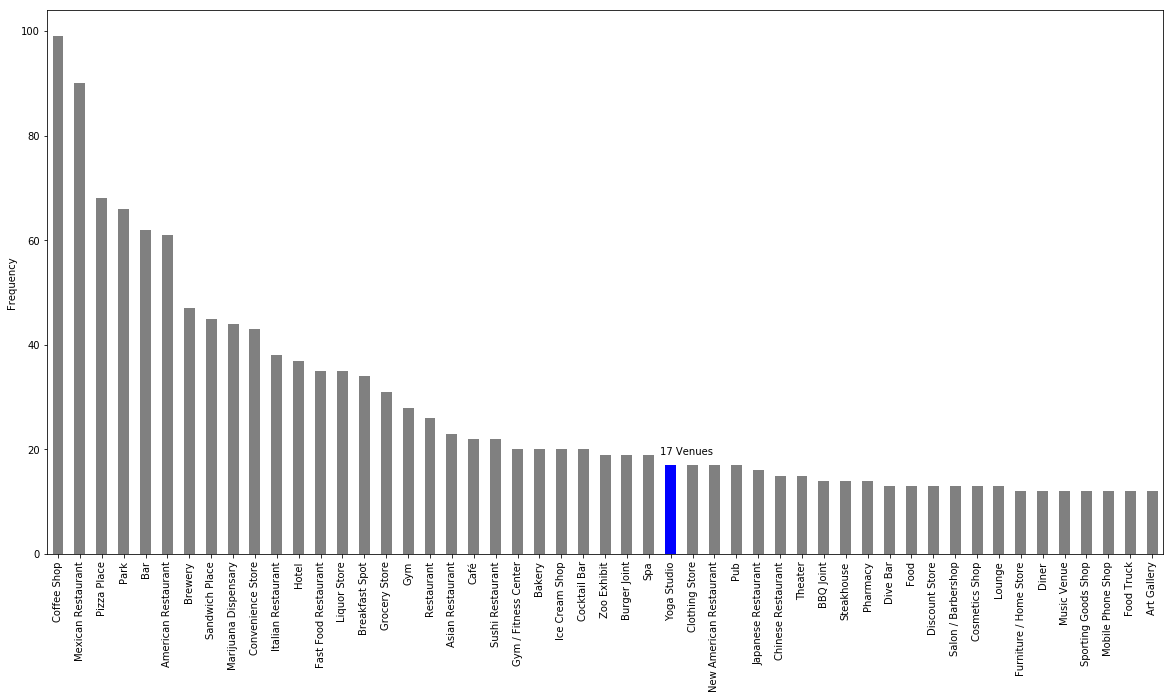 100
80
60
40
20
0
Frequency
17 Venues
Coffee Shop
Mexican Restaurant
Pizza Place
Park
Bar
American Restaurant
Brewery
Sandwich Place
Marijuana Dispensary
Convenience Store
Italian Restaurant
Hotel
Fast Food Restaurant
Liquor Store
Breakfast Spot
Grocery Store
Gym
Restaurant
Asian Restaurant
Café
Sushi Restaurant
Gym / Fitness Center
Bakery
Ice Cream Shop
Cocktail Bar
Zoo Exhibit
Burger Joint
Spa
Yoga Studio
Clothing Store
New American Restaurant
Pub
Japanese Restaurant
Chinese Restaurant
Theater
BBQ Joint
Steakhouse
Pharmacy
Dive Bar
Food
Discount Store
Salon / Barbershop
Cosmetics Shop
Lounge
Furniture / Home Store
Diner
Music Venue
Sporting Goods Shop
Mobile Phone Shop
Food Truck
Art Gallery